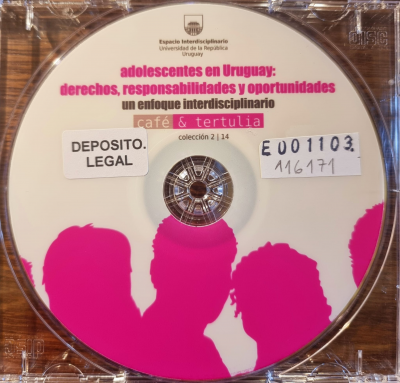 Espacio Interdisciplinario
Universidad de la República
Uruguay
adolescentes en Uruguay:
derechos, responsabilidades y oportunidades
un enfoque interdisciplinario
café & tertulia
colección 2 | 14
DEPOSITO.
LEGAL
E001103.
116171
DISC